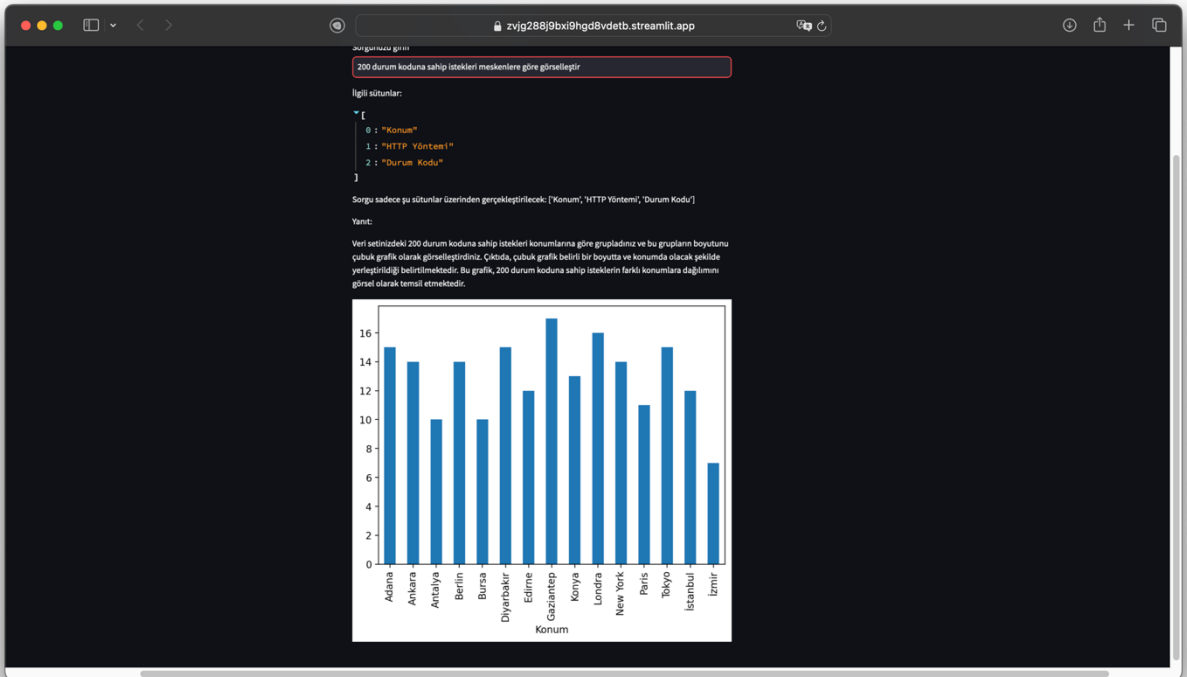 zvjg288j9bxi9hgd8vdetb.streamlit.app
Sorgunuzu girin
200 durum koduna sahip istekleri meskenlere göre görselleştir
İlgili sütunlar:
[
0 : "Konum"
1 : "HTTP Yöntemi"
2 : "Durum Kodu"
]
Sorgu sadece şu sütunlar üzerinden gerçekleştirilecek: ['Konum', 'HTTP Yöntemi', 'Durum Kodu']
Yanıt:
Veri setinizdeki 200 durum koduna sahip istekleri konumlarına göre grupladınız ve bu grupların boyutunu
çubuk grafik olarak görselleştirdiniz. Çıktıda, çubuk grafik belirli bir boyutta ve konumda olacak şekilde
yerleştirildiği belirtilmektedir. Bu grafik, 200 durum koduna sahip isteklerin farklı konumlara dağılımını
görsel olarak temsil etmektedir.
16
14
12
10
8
6
4
2
0
Adana
Ankara
Antalya
Berlin
Bursa
Diyarbakır
Edirne
Gaziantep
Konya
Londra
New York
Paris
Tokyo
İstanbul
İzmir
Konum